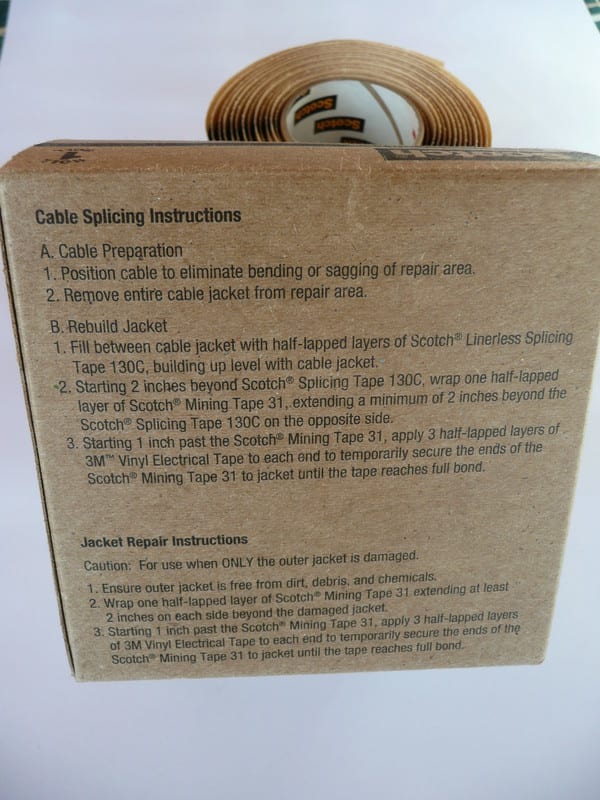 Scotch
Scotch
Scotch
1
Cable Splicing Instructions
A. Cable Preparation
1. Position cable to eliminate bending or sagging of repair area.
2. Remove entire cable jacket from repair area.
B. Rebuild Jacket
1. Fill between cable jacket with half-lapped layers of Scotch® Linerless Splicing
Tape 130C, building up level with cable jacket.
2. Starting 2 inches beyond Scotch® Splicing Tape 130C, wrap one half-lapped
layer of Scotch® Mining Tape 31, extending a minimum of 2 inches beyond the
Scotch® Splicing Tape 130C on the opposite side.
3. Starting 1 inch past the Scotch® Mining Tape 31, apply 3 half-lapped layers of
3M™ Vinyl Electrical Tape to each end to temporarily secure the ends of the
Scotch® Mining Tape 31 to jacket until the tape reaches full bond.
Jacket Repair Instructions
Caution: For use when ONLY the outer jacket is damaged.
1. Ensure outer jacket is free from dirt, debris, and chemicals.
2. Wrap one half-lapped layer of Scotch® Mining Tape 31 extending at least
2 inches on each side beyond the damaged jacket.
3. Starting 1 inch past the Scotch® Mining Tape 31, apply 3 half-lapped layers
of 3M Vinyl Electrical Tape to each end to temporarily secure the ends of the
Scotch® Mining Tape 31 to jacket until the tape reaches full bond.